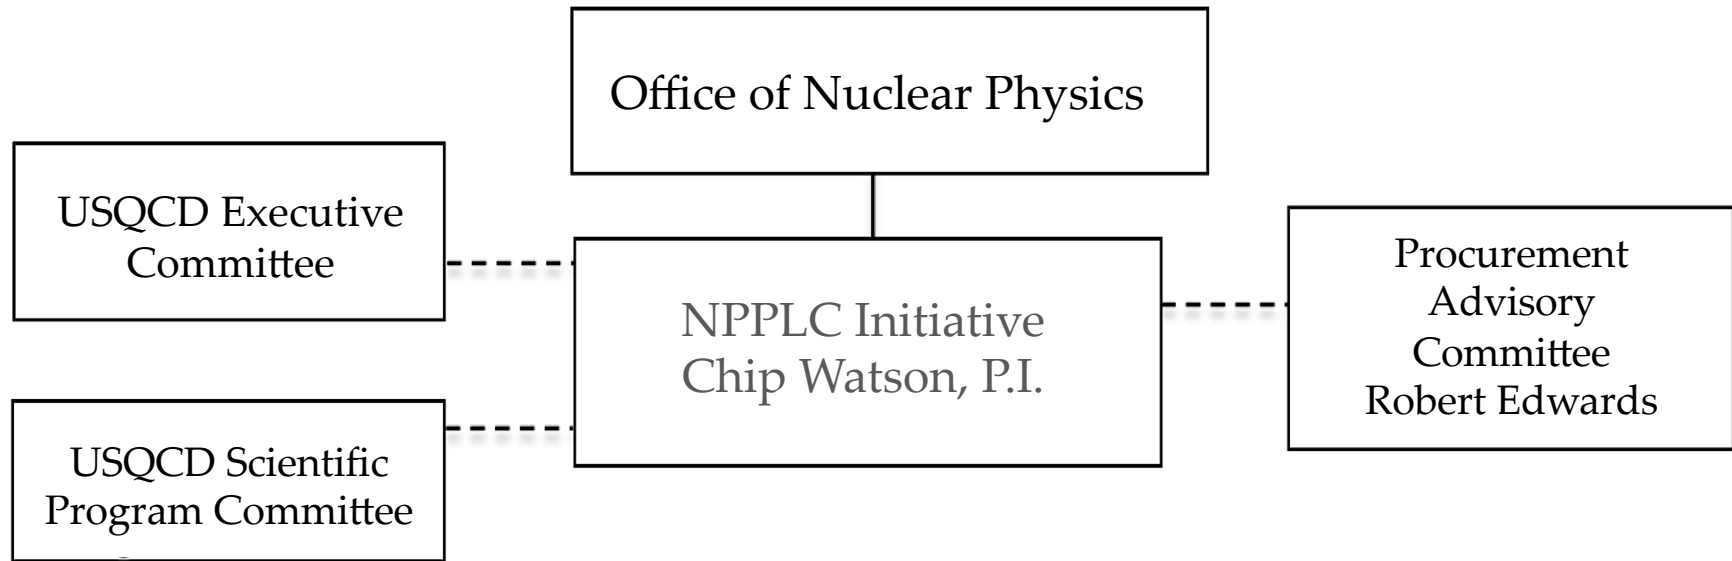 Office of Nuclear Physics
USQCD Executive
Committee
NPPLC Initiative
Chip Watson, P.I.
Procurement
Advisory
Committee
Robert Edwards
USQCD Scientific
Program Committee